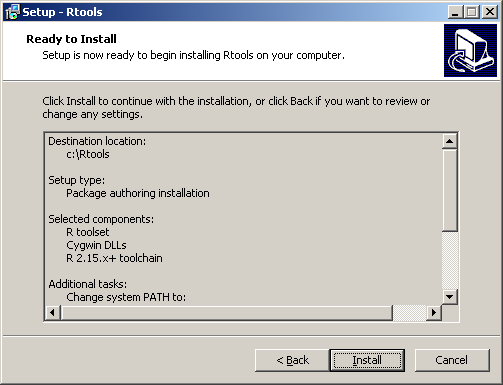 Setup - Rtools
Ready to Install
Setup is now ready to begin installing Rtools on your computer.
Click Install to continue with the installation, or click Back if you want to review or
change any settings.
Destination location:
c:\Rtools
Setup type:
Package authoring installation
Selected components:
R toolset
Cygwin DLLs
R 2.15.x+ toolchain
Additional tasks:
Change system PATH to:
< Back
Install
Cancel